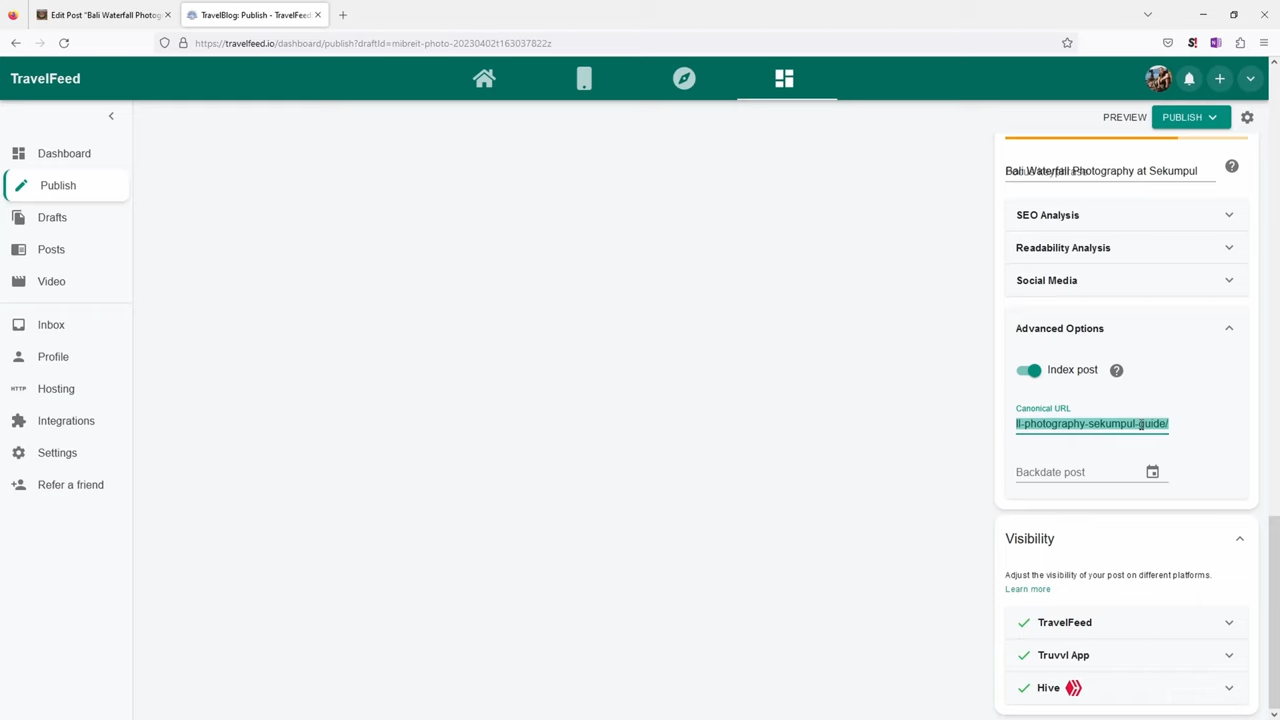 Edit Post "Bali Waterfall Photog
TravelBlog: Publish - TravelFeed
https://travelfeed.io/dashboard/publish?draftId=mibreit-photo-20230402t163037822z
TravelFeed
PREVIEW
PUBLISH
Dashboard
Publish
Drafts
Posts
Video
Inbox
Profile
HTTP Hosting
Integrations
Settings
Refer a friend
Bali Waterfall Photography at Sekumpul
SEO Analysis
Readability Analysis
Social Media
Advanced Options
Index post
Canonical URL
ll-photography-sekumpul-guide/
Backdate post
Visibility
Adjust the visibility of your post on different platforms.
Learn more
TravelFeed
Truvvl App
Hive